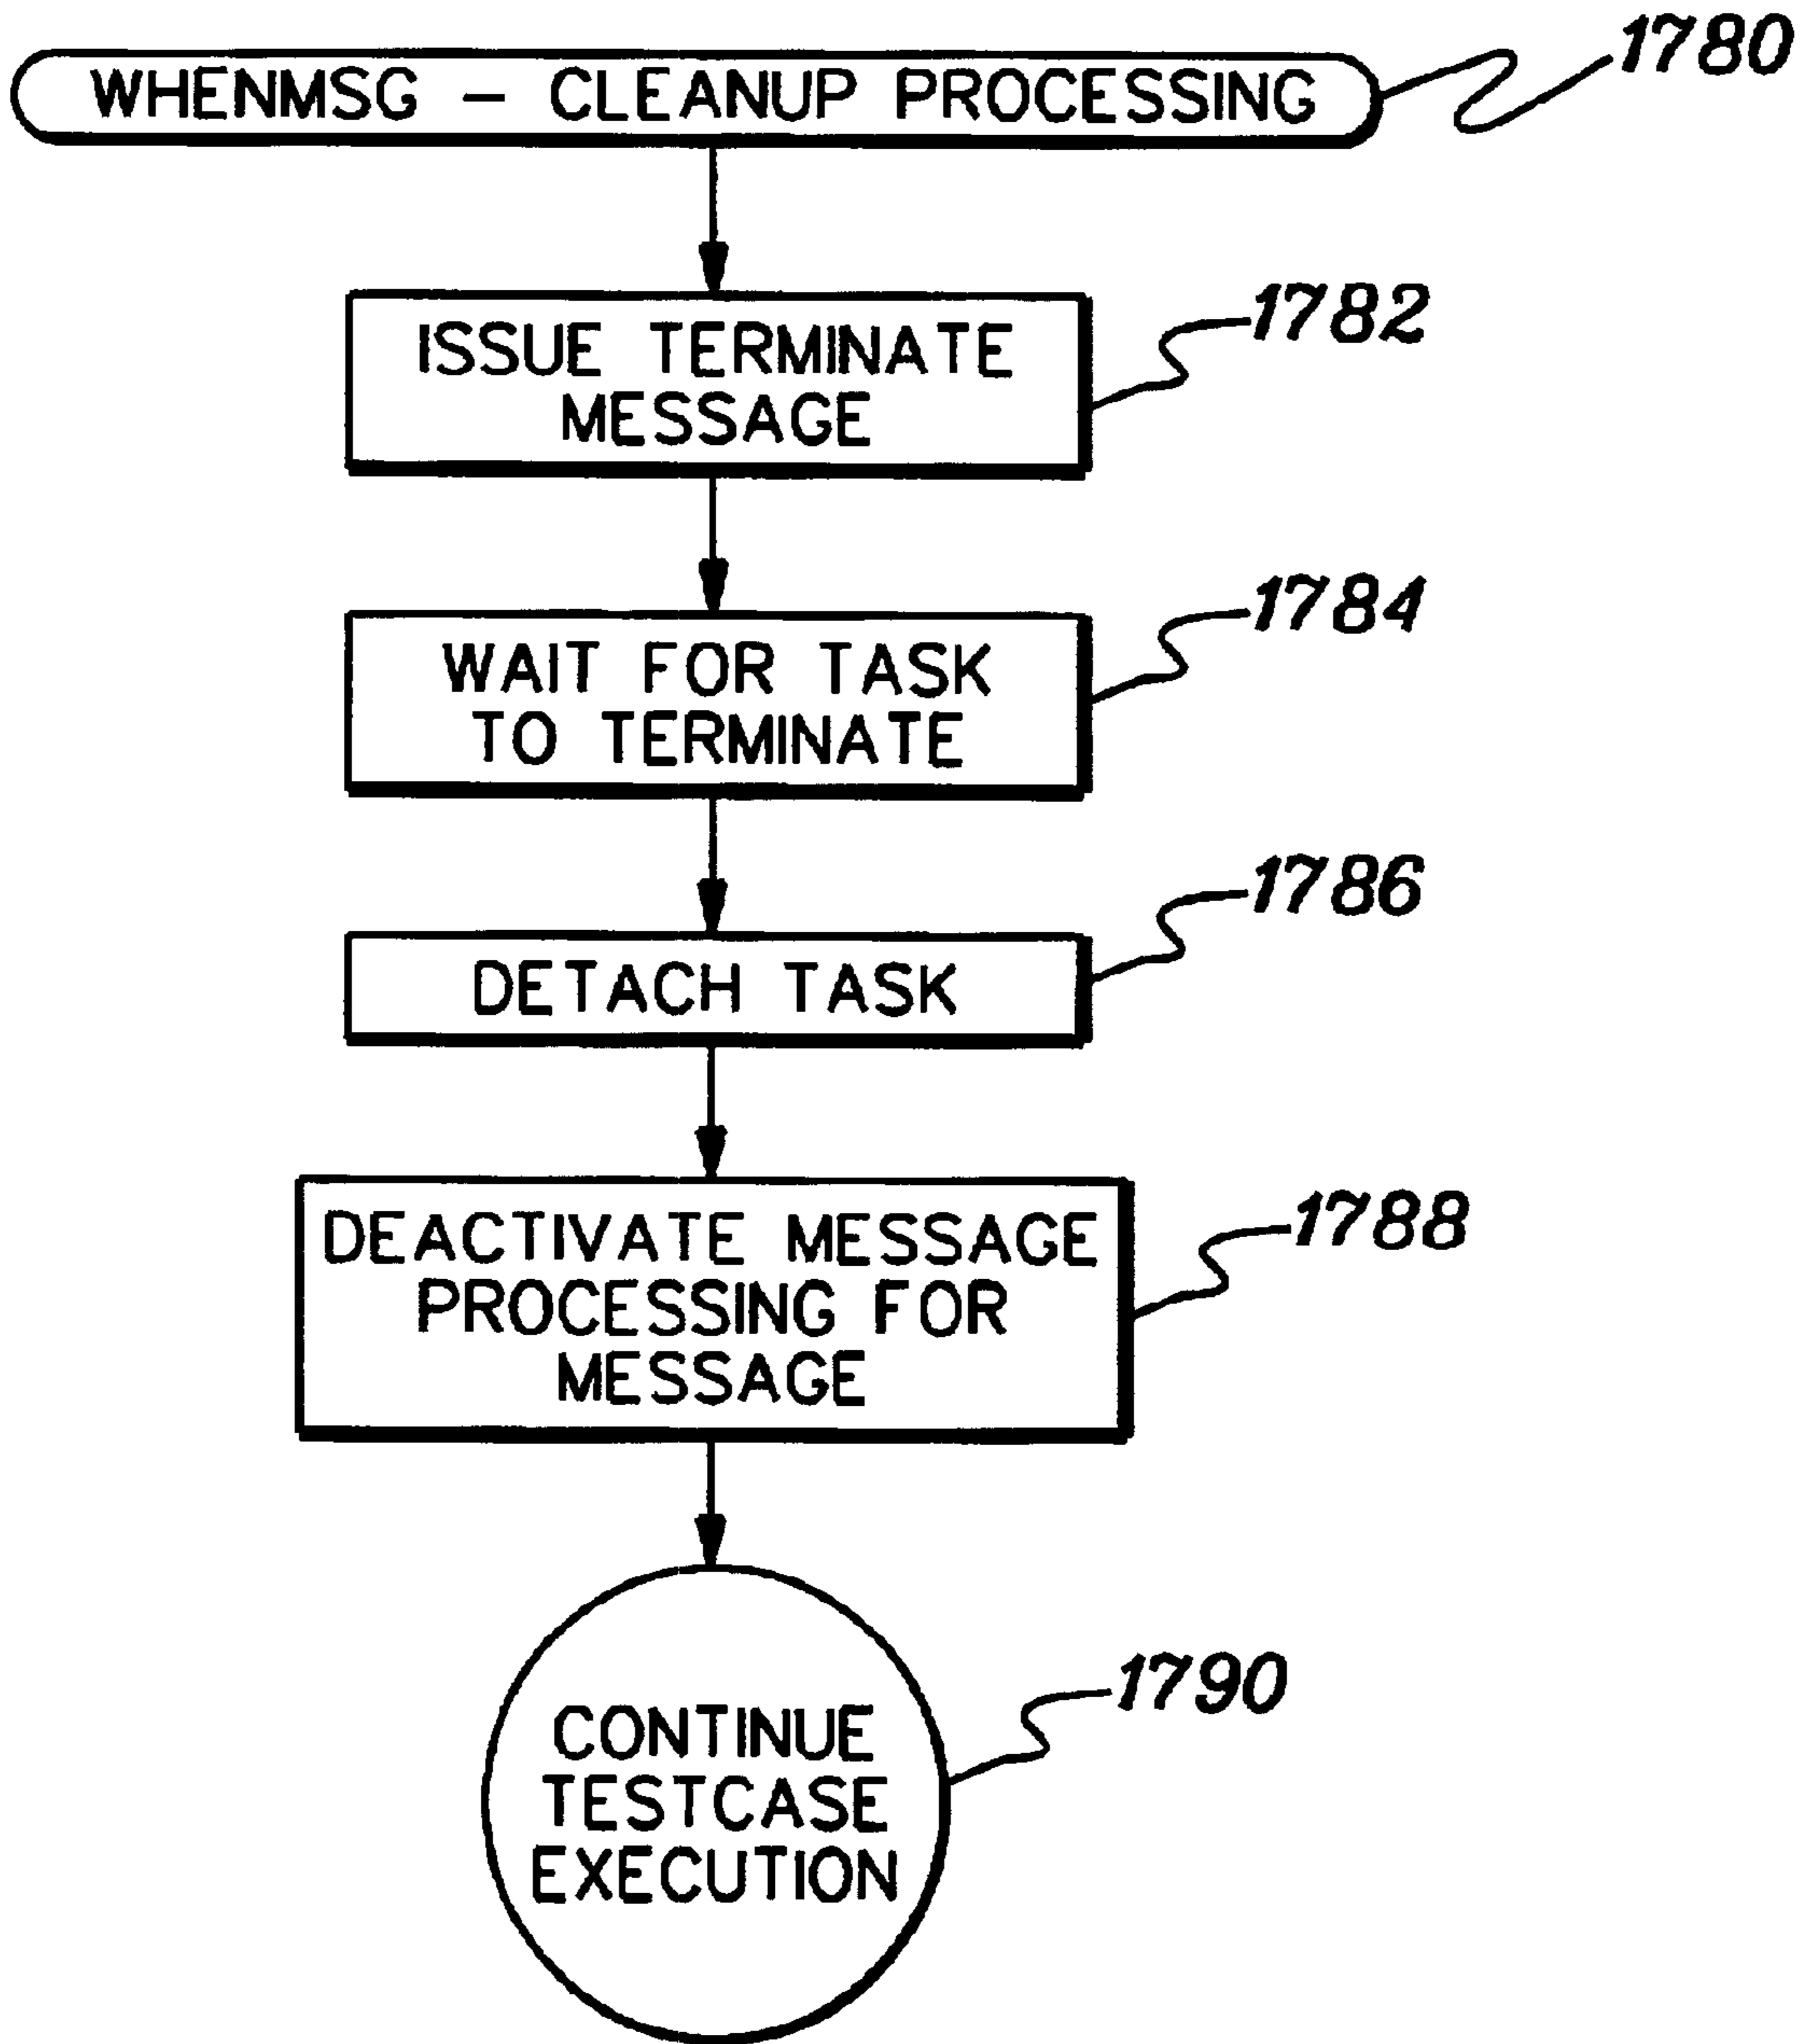 WHENMSG - CLEANUP PROCESSING
1780
ISSUE TERMINATE
MESSAGE
1782
WAIT FOR TASK
TO TERMINATE
1784
DETACH TASK
1786
DEACTIVATE MESSAGE
PROCESSING FOR
MESSAGE
1788
CONTINUE
TESTCASE
EXECUTION
1790